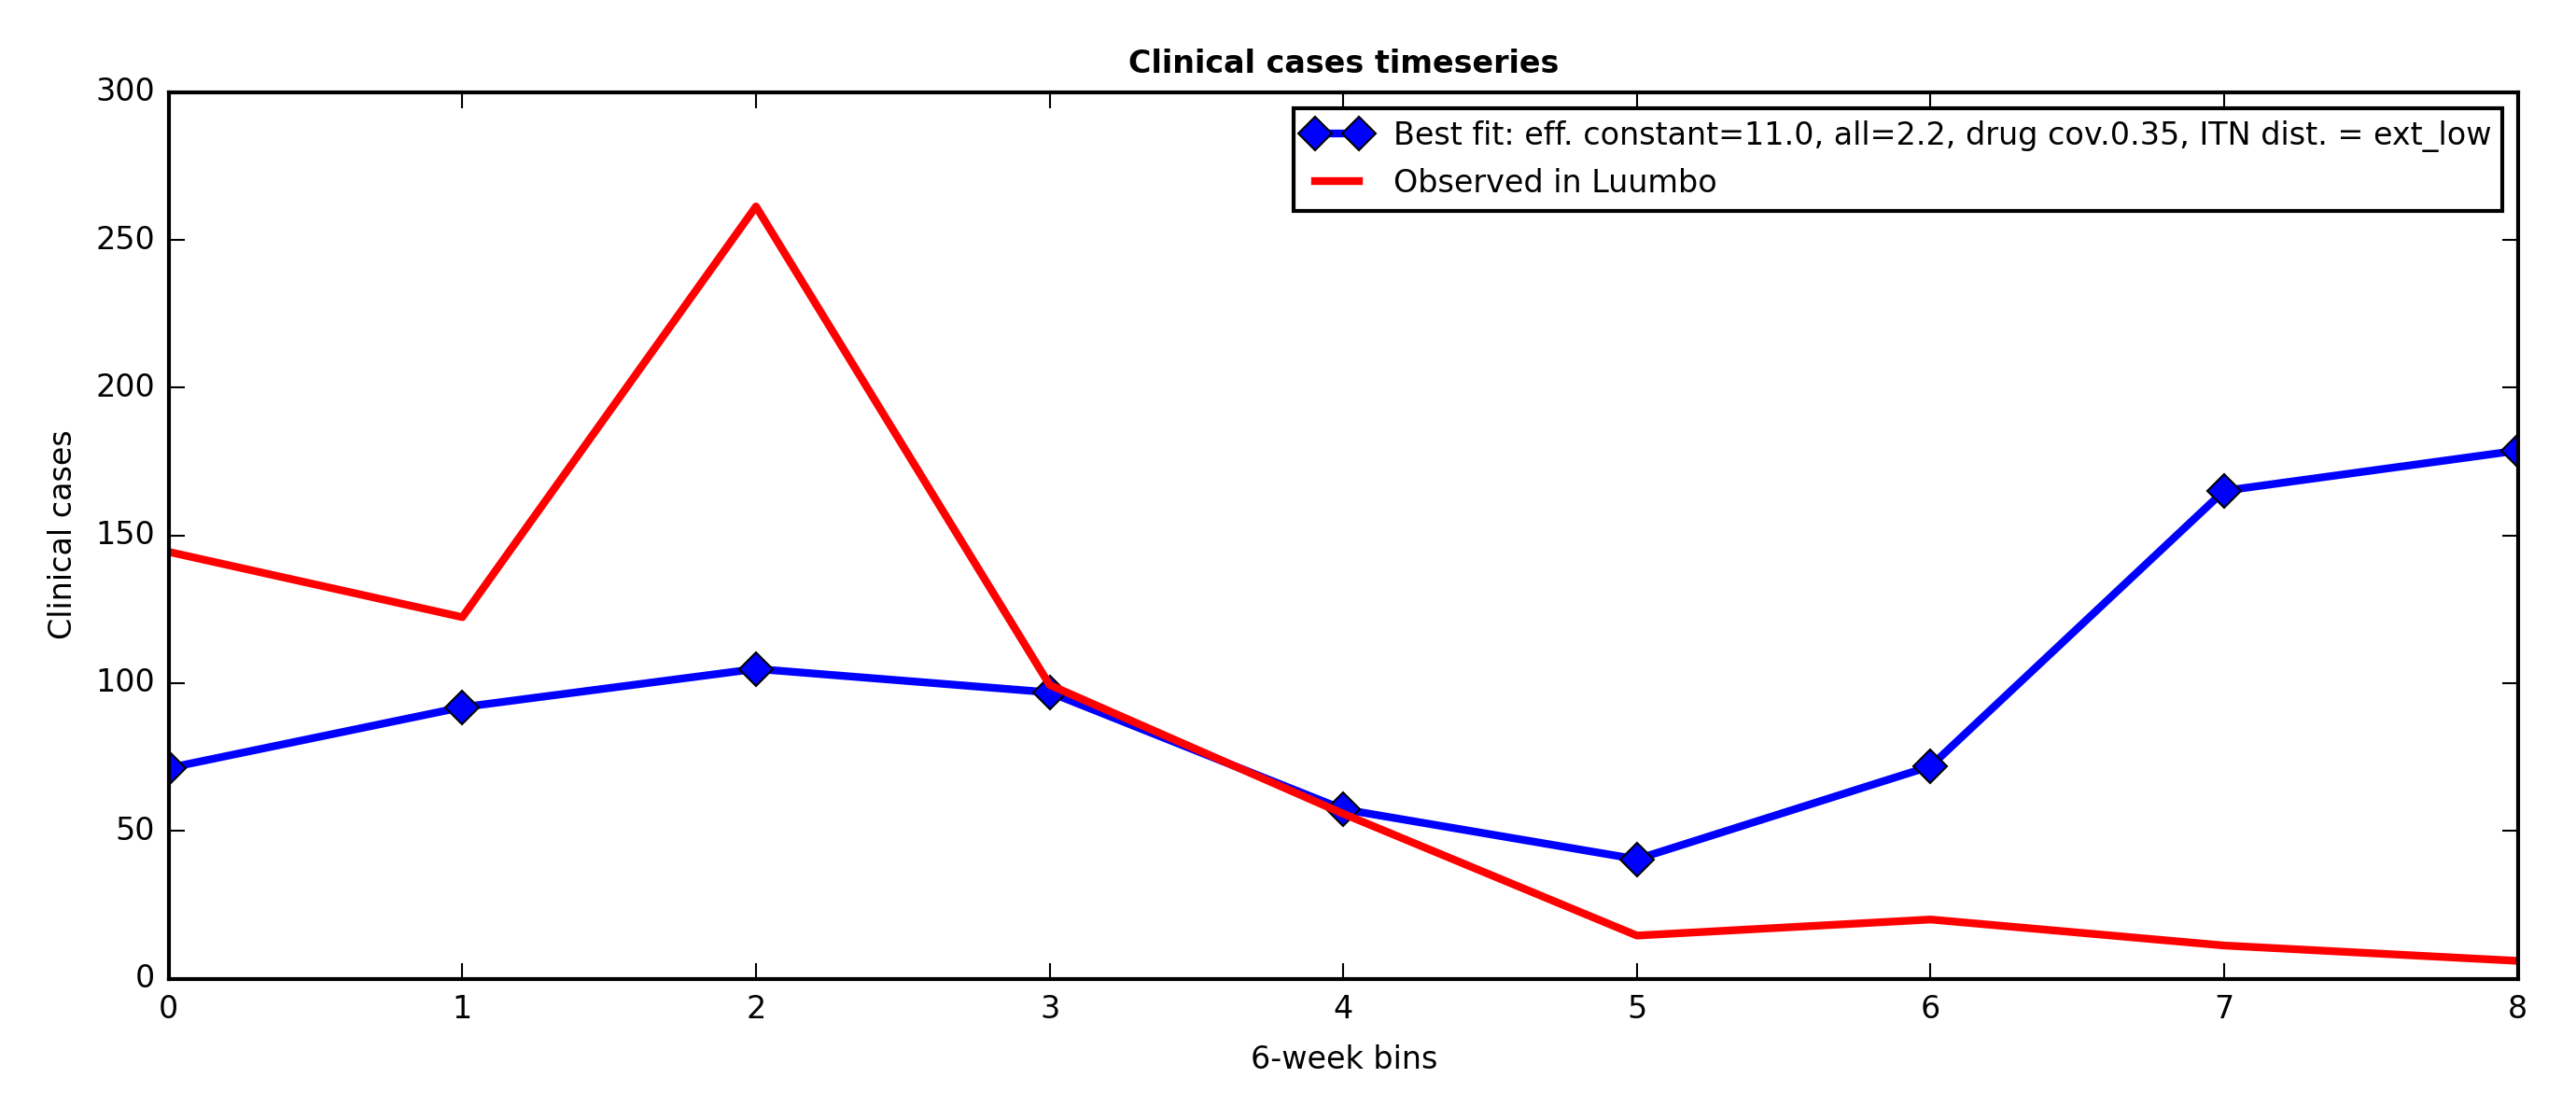 Clinical cases timeseries
300
250
200
150
100
50
0
Clinical cases
Best fit: eff. constant=11.0, all=2.2, drug cov.0.35, ITN dist. = ext_low
Observed in Luumbo
0 1 2 3 4 5 6 7 8
6-week bins